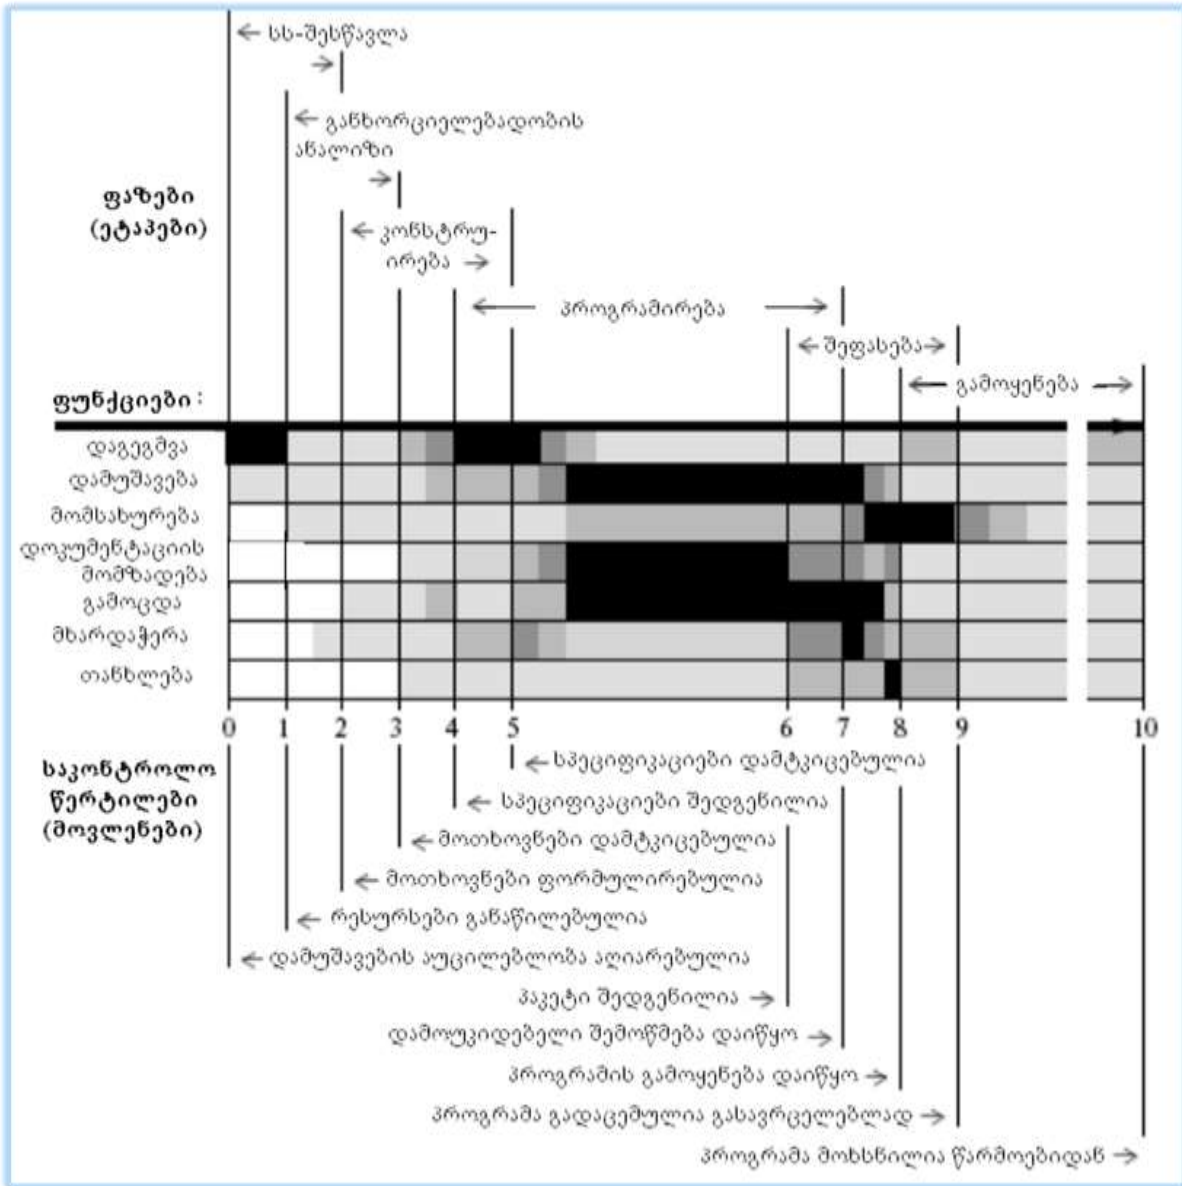 სს-შესწავლა
განხორციელებადობის
ანალიზი
ფაზები
(ეტაპები)
კონსტრუ-
ირება
პროგრამირება
შეფასება
გამოყენება
ფუნქციები:
დაგეგმვა
დამუშავება
მომსახურება
დოკუმენტაციის
მომზადება
გამოცდა
მხარდაჭერა
თანხლება
0 1 2 3 4 5 6 7 8 9 10
საკონტროლო
წერტილები
(მოვლენები)
სპეციფიკაციები დამტკიცებულია
სპეციფიკაციები შედგენილია
მოთხოვნები დამტკიცებულია
მოთხოვნები ფორმულირებულია
რესურსები განაწილებულია
დამუშავების აუცილებლობა აღიარებულია
პაკეტი შედგენილია
დამოუკიდებელი შემოწმება დაიწყო
პროგრამის გამოყენება დაიწყო
პროგრამა გადაცემულია გასავრცელებლად
პროგრამა მოხსნილია წარმოებიდან